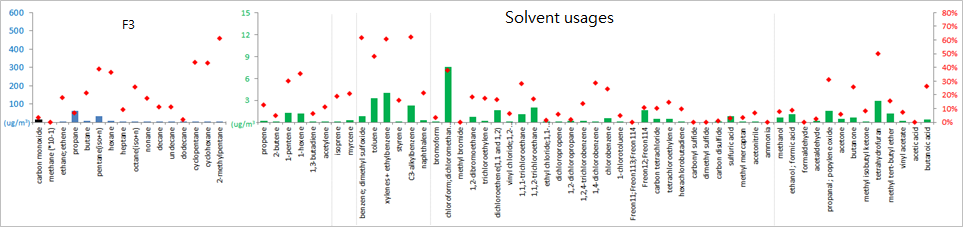 F3
Solvent usages
600
500
400
300
200
100
(ug/m³)
15
12
9
6
3
(ug/m³
80%
70%
60%
50%
40%
30%
20%
10%
0%
carbon monoxide
methane (*10-1)
ethane; ethene
propane
butane
pentane(iso+n)
hexane
heptane
octane(iso+n)
nonane
decane
undecane
dodecane
cyclopentane
cyclohexane
2-methylpentane
propene
2-butene
1-pentene
1-hexene
1,3-butadiene
acetylene
isoprene
myrcene
benzene; dimethyl sulfoxide
toluene
xylenes + ethylbenzene
styrene
C3-alkylbenzene
naphthalene
bromoform
chloroform;dichloroethan…
methyl bromide
1,2-dibromoethane
trichloroethylene
dichloroethene(1,1 and 1,2)
vinyl chloride;1,2-…
1,1,1-trichloroethane
1,1,2-trichloroethane
ethyl chloride;1,1-…
dichloropropene
1,2-dichloropropane
1,2,4-trichlorobenzene
1,4-dichlorobenzene
chlorobenzene
1-chlorotoluene
Freon11;Freon113;Freon114
Freon12;Freon114
carbon tetrachloride
tetrachloroethylene
hexachlorobutadiene
carbonyl sulfide
dimethyl sulfide
carbon disulfide
sulfuric acid
methyl mercaptan
acetonitrile
ammonia
methanol
ethanol ; formic acid
formaldehyde
acetaldehyde
propanal ; propylene oxide
acetone
butanone
methyl isobutyl ketone
tetrahydrofuran
methyl tert-butyl ether
vinyl acetate
acetic acid
butanoic acid